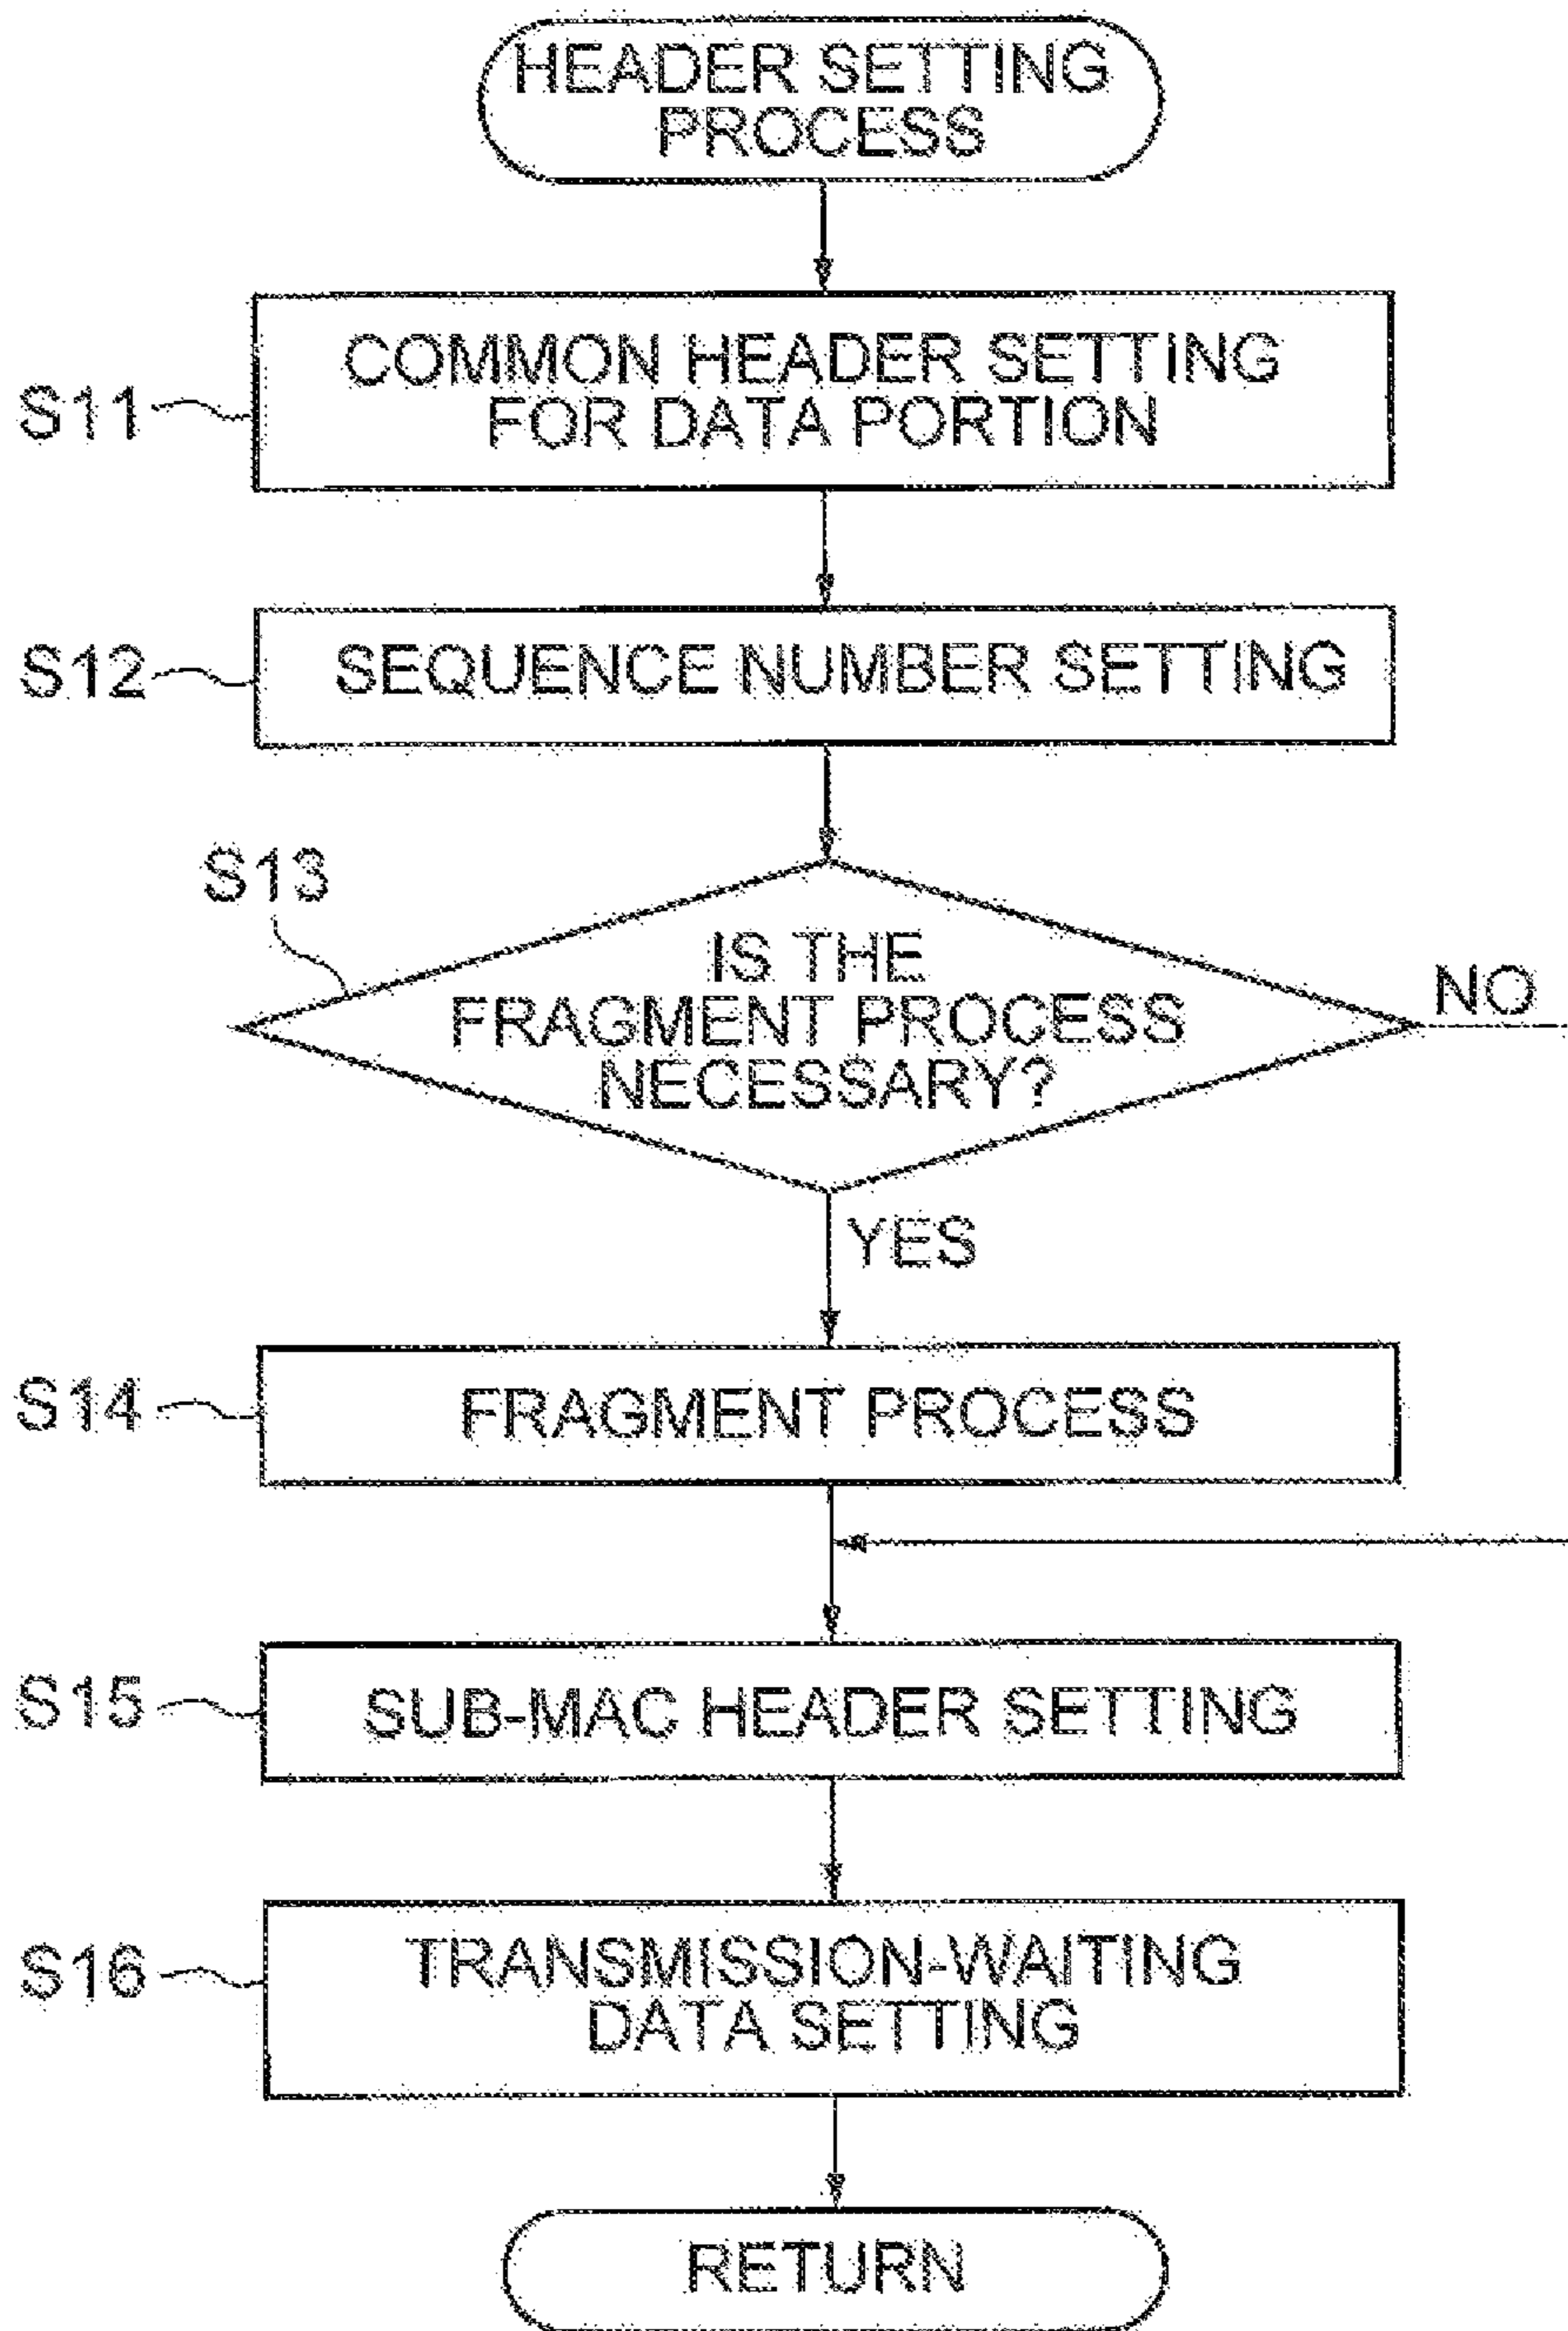 HEADER SETTING
PROCESS
S11
COMMON HEADER SETTING
FOR DATA PORTION
S12
SEQUENCE NUMBER SETTING
S13
IS THE
FRAGMENT PROCESS
NECESSARY?
NO
YES
S14
FRAGMENT PROCESS
S15
SUB-MAC HEADER SETTING
S16
TRANSMISSION-WAITING
DATA SETTING
RETURN